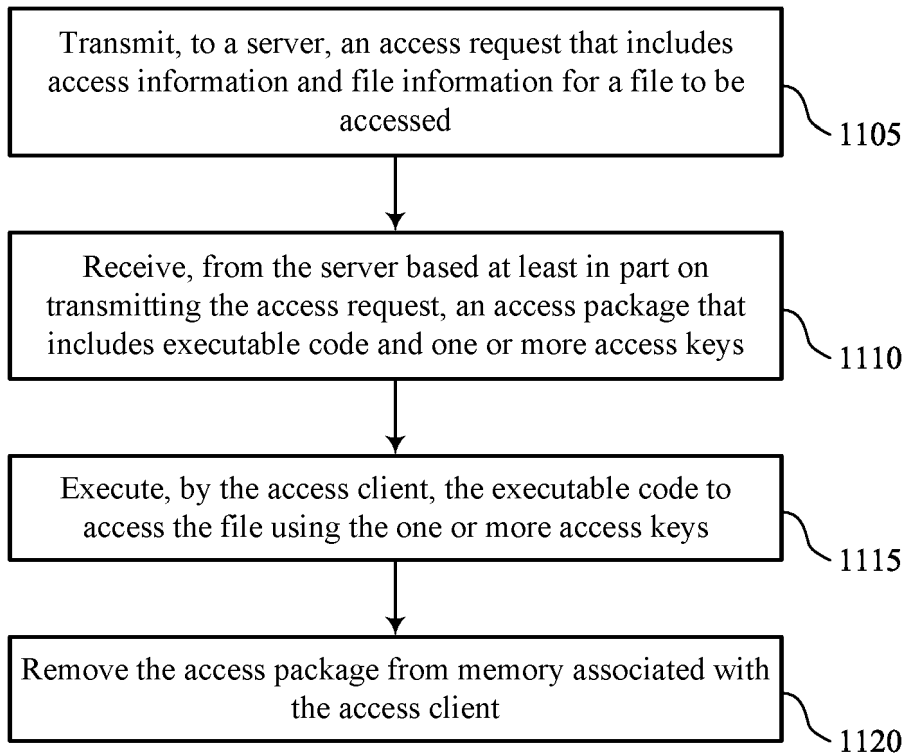 Transmit, to a server, an access request that includes
access information and file information for a file to be
accessed
1105
Receive, from the server based at least in part on
transmitting the access request, an access package that
includes executable code and one or more access keys
1110
Execute, by the access client, the executable code to
access the file using the one or more access keys
1115
Remove the access package from memory associated with
the access client
1120